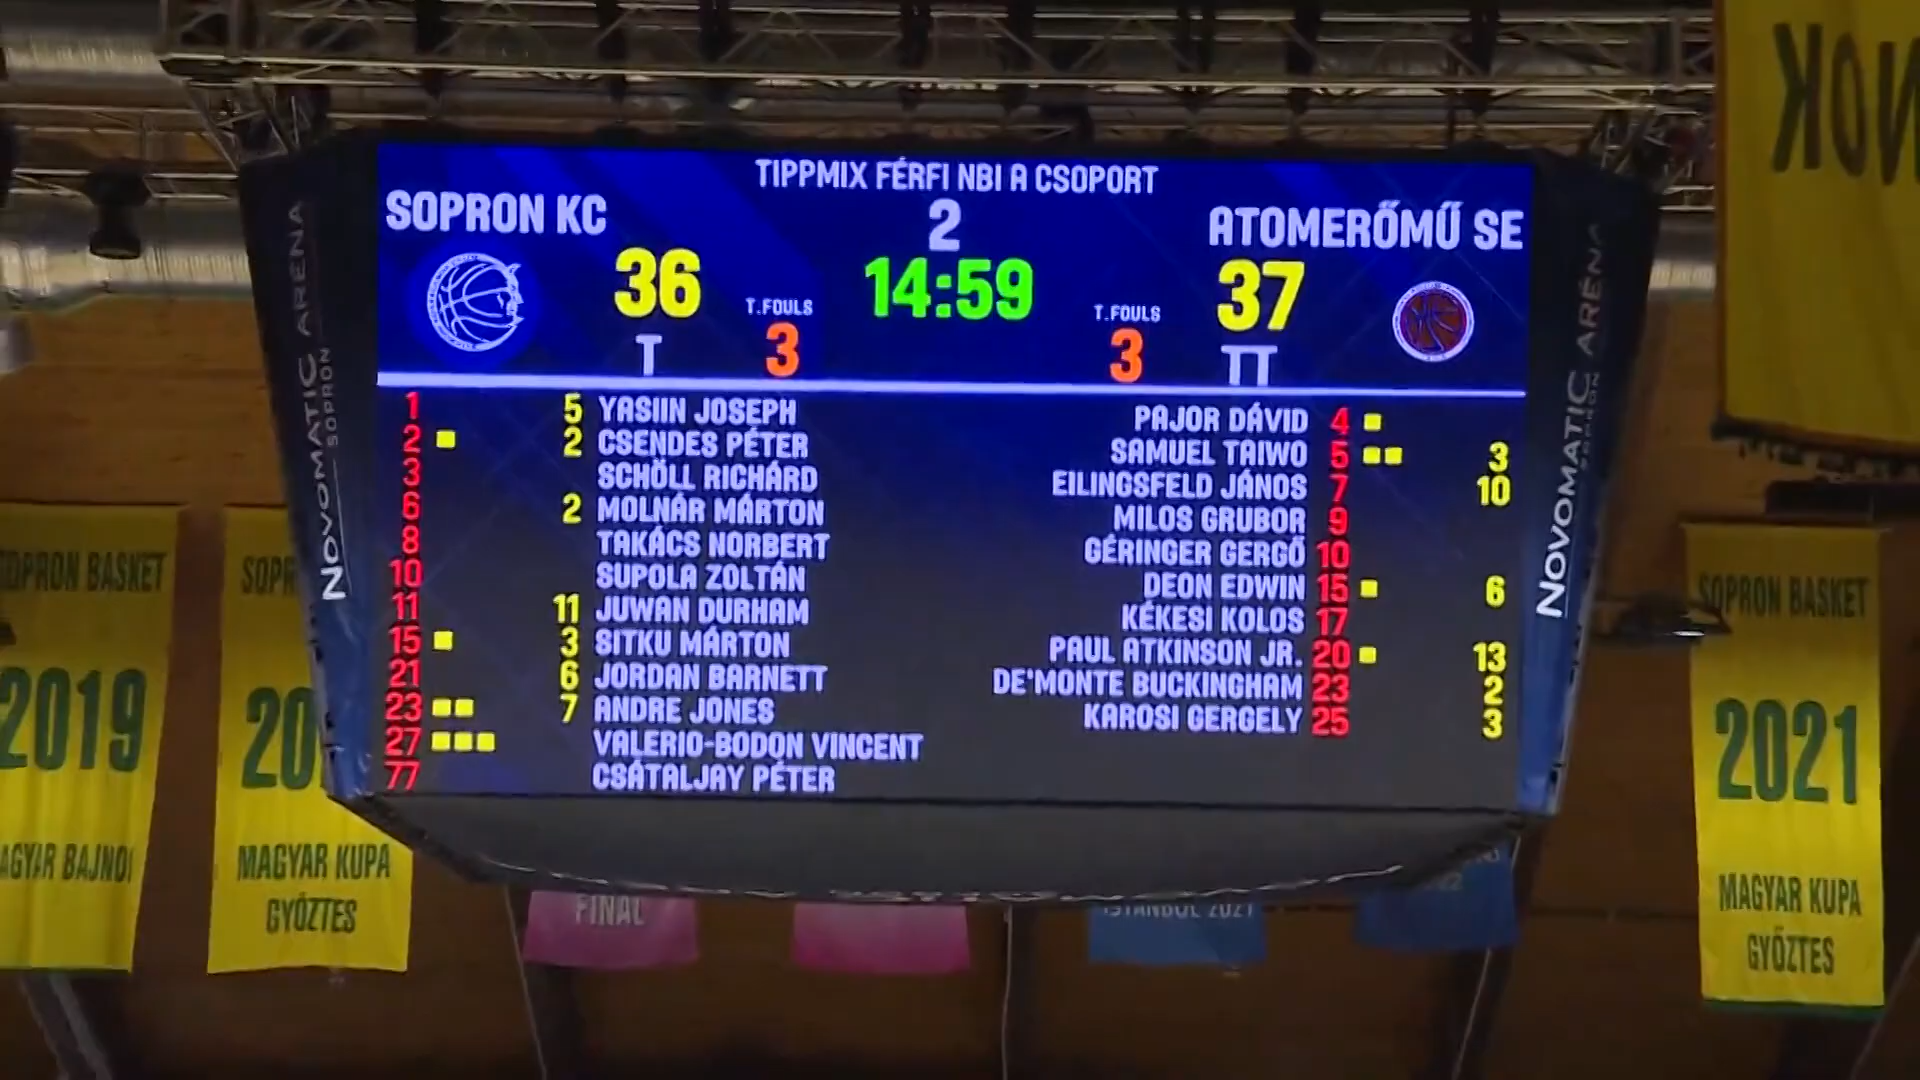 TIPPMIX FÉRFI NBI A CSOPORT
SOPRON KC 2 ATOMERŐMŰ SE
36 14:59 37
T.FOULS T.FOULS
T 3 3 TT
1 5 YASIIN JOSEPH
2 2 CSENDES PÉTER
3 SCHÖLL RICHÁRD
6 2 MOLNÁR MÁRTON
8 TAKÁCS NORBERT
10 SUPOLA ZOLTÁN
11 11 JUWAN DURHAM
15 3 SITKU MÁRTON
21 6 JORDAN BARNETT
23 7 ANDRE JONES
27 VALERIO-BODON VINCENT
77 CSÁTALJAY PÉTER
PAJOR DÁVID 4
SAMUEL TAIWO 5 3
EILINGSFELD JÁNOS 7 10
MILOS GRUBOR 9
GÉRINGER GERGŐ 10
DEON EDWIN 15 6
KÉKESI KOLOS 17
PAUL ATKINSON JR. 20 13
DE'MONTE BUCKINGHAM 23 2
KAROSI GERGELY 25 3
NOVOMATIC ARENA
SOPRON
NOVOMATIC ARÉNA
SOPRON
SOPRON BASKET
2019
MAGYAR BAJNOK
SOPR
20
MAGYAR KUPA
GYŐZTES
FINAL
ISTANBUL 2021
SOPRON BASKET
2021
MAGYAR KUPA
GYŐZTES